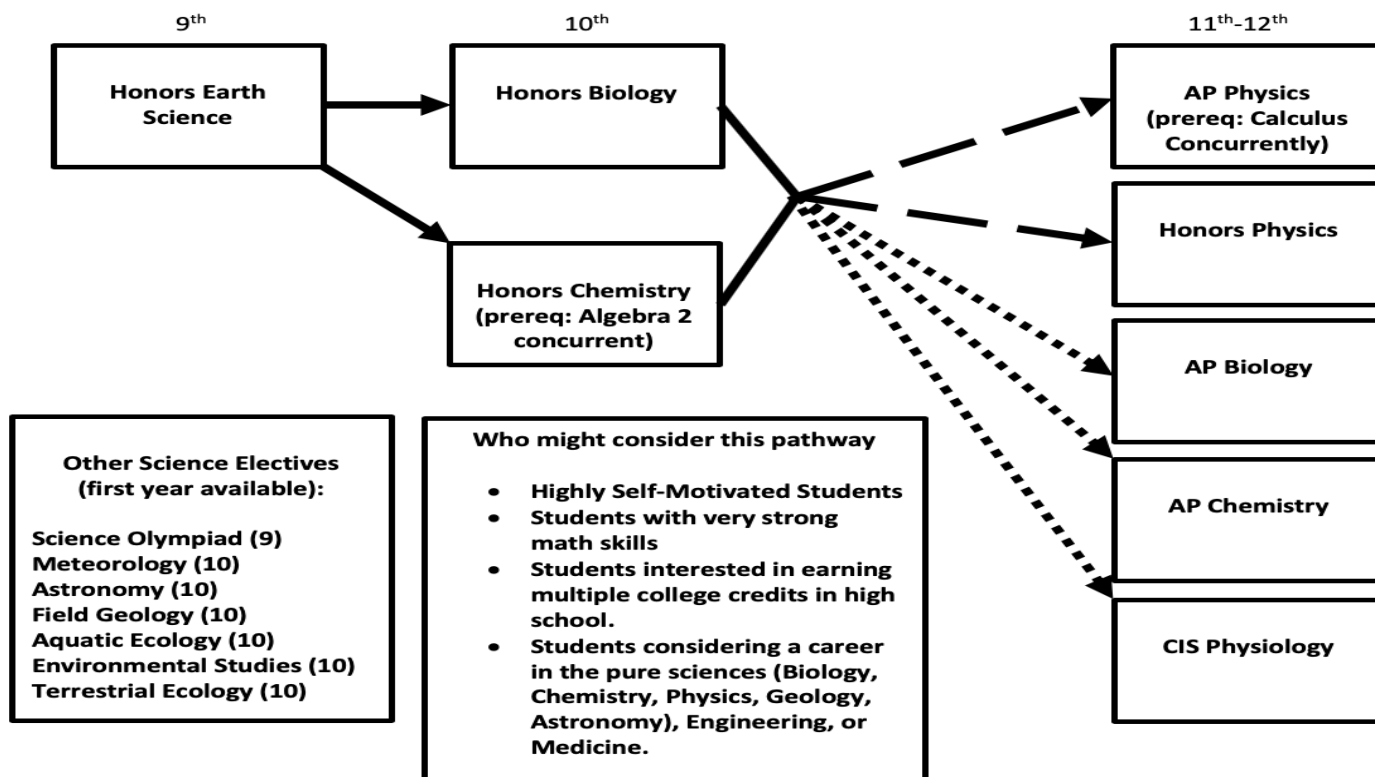 9th
10th
11th-12th
Honors Earth
Science
Honors Biology
AP Physics
(prereq: Calculus
Concurrently)
Honors Physics
Honors Chemistry
(prereq: Algebra 2
concurrent)
AP Biology
AP Chemistry
CIS Physiology
Other Science Electives
(first year available):
Science Olympiad (9)
Meteorology (10)
Astronomy (10)
Field Geology (10)
Aquatic Ecology (10)
Environmental Studies (10)
Terrestrial Ecology (10)
Who might consider this pathway
• Highly Self-Motivated Students
• Students with very strong
math skills
• Students interested in earning
multiple college credits in high
school.
• Students considering a career
in the pure sciences (Biology,
Chemistry, Physics, Geology,
Astronomy), Engineering, or
Medicine.